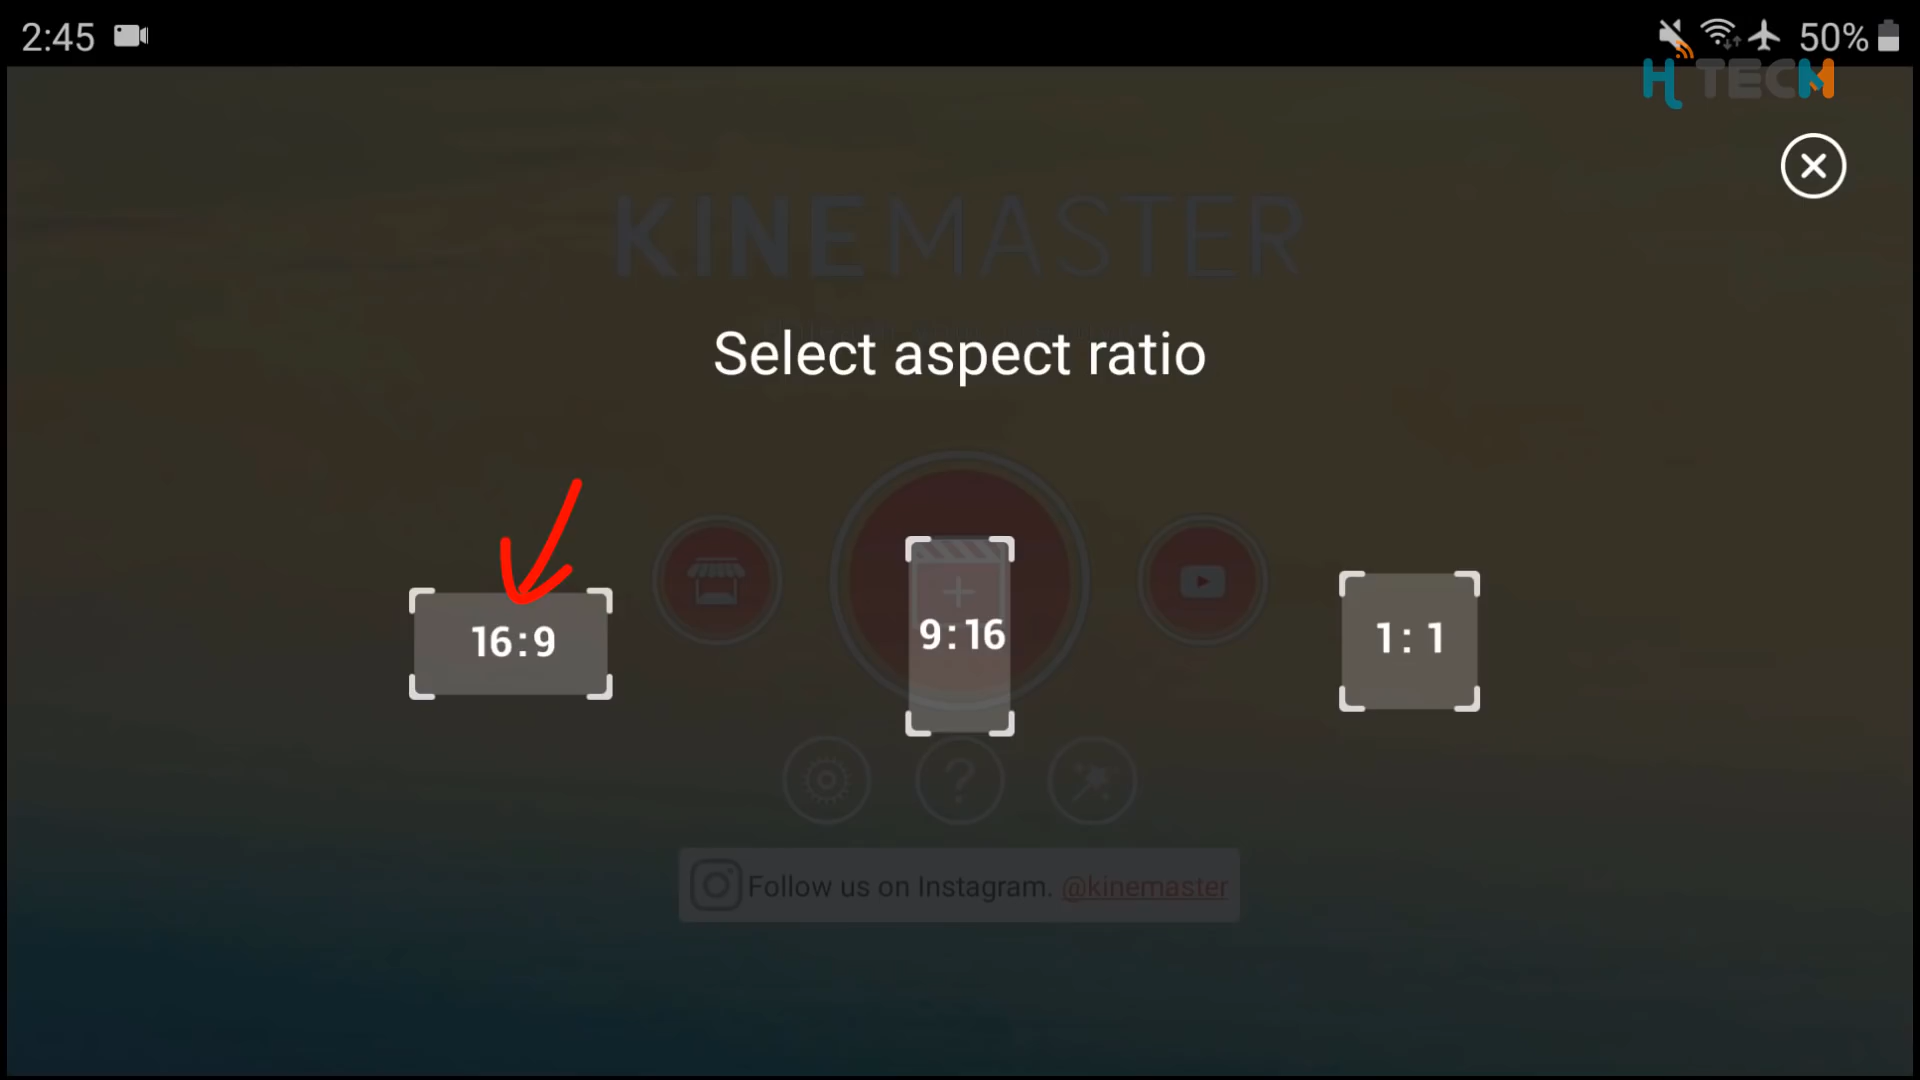 2:45
50%
H TECH
KINEMASTER
Select aspect ratio
16:9
9:16
1:1
Follow us on Instagram. @kinemaster